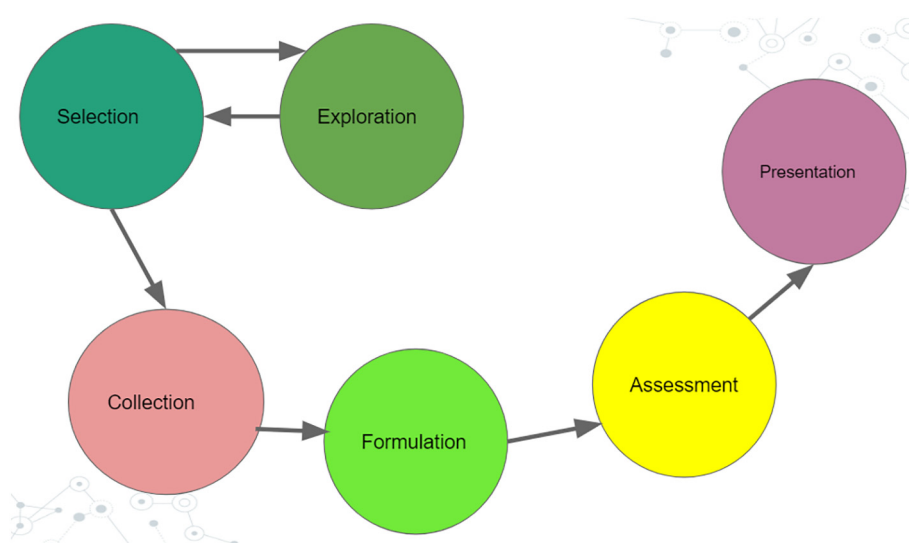 Selection
Exploration
Presentation
Collection
Formulation
Assessment